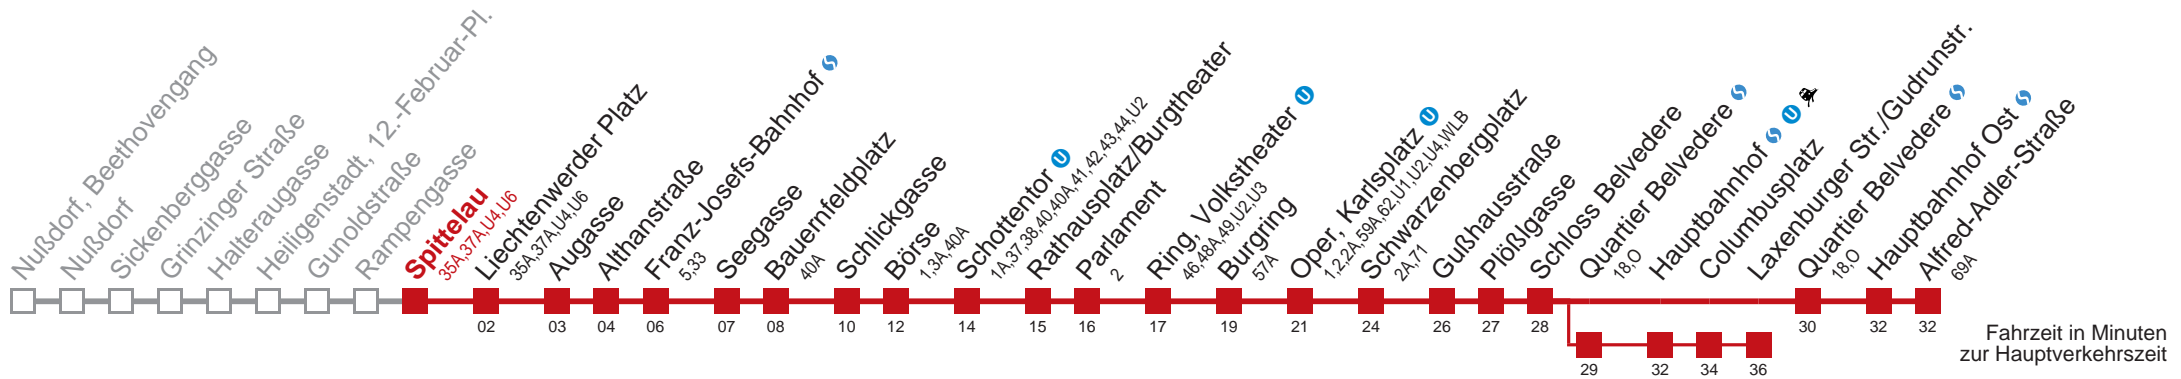 Nußdorf, Beethovengang
Nußdorf
Sickenberggasse
Grinzinger Straße
Halteraugasse
Heiligenstadt, 12.-Februar-Pl.
Gunoldstraße
Rampengasse
Spittelau
35A,37A,U4,U6
Liechtenwerder Platz
35A,37A,U4,U6
Augasse
Althanstraße
Franz-Josefs-Bahnhof S
5,33
Seegasse
Bauernfeldplatz
40A
Schlickgasse
Börse
1,3A,40A
Schottentor U
1A,37,38,40,40A,41,42,43,44,U2
Rathausplatz/Burgtheater
Parlament
2
Ring, Volkstheater U
46,48A,49,U2,U3
Burgring
57A
Oper, Karlsplatz U
1,2,2A,59A,62,U1,U2,U4,WLB
Schwarzenbergplatz
2A,71
Gußhausstraße
Plößlgasse
Schloss Belvedere
Quartier Belvedere S
18,O
Hauptbahnhof S U
Columbusplatz
Laxenburger Str./Gudrunstr.
Quartier Belvedere S
18,O
Hauptbahnhof Ost S
Alfred-Adler-Straße
69A
02 03 04 06 07 08 10 12 14 15 16 17 19 21 24 26 27 28 30 32 32
29 32 34 36
Fahrzeit in Minuten
zur Hauptverkehrszeit